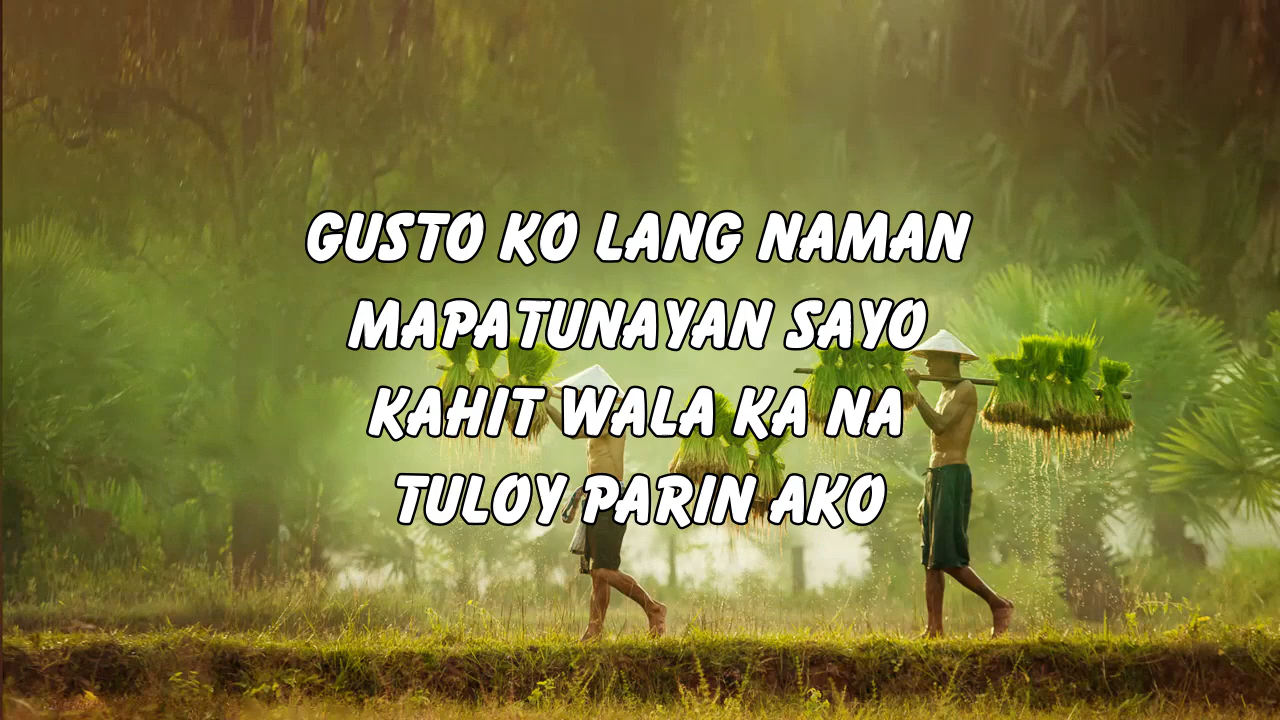 GUSTO KO LANG NAMAN
MAPATUNAYAN SAYO
KAHIT WALA KA NA
TULOY PARIN AKO